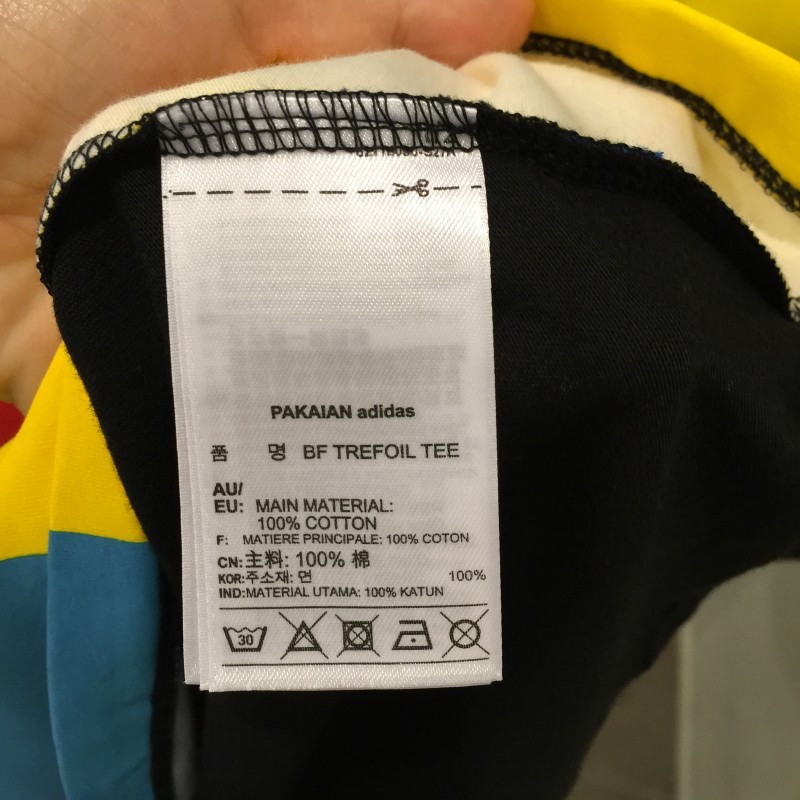 PAKAIAN adidas
품 명 BF TREFOIL TEE
AU/
EU: MAIN MATERIAL:
100% COTTON
F: MATIERE PRINCIPALE: 100% COTON
CN:主料: 100% 棉
KOR:주소재: 면 100%
IND:MATERIAL UTAMA: 100% KATUN
30